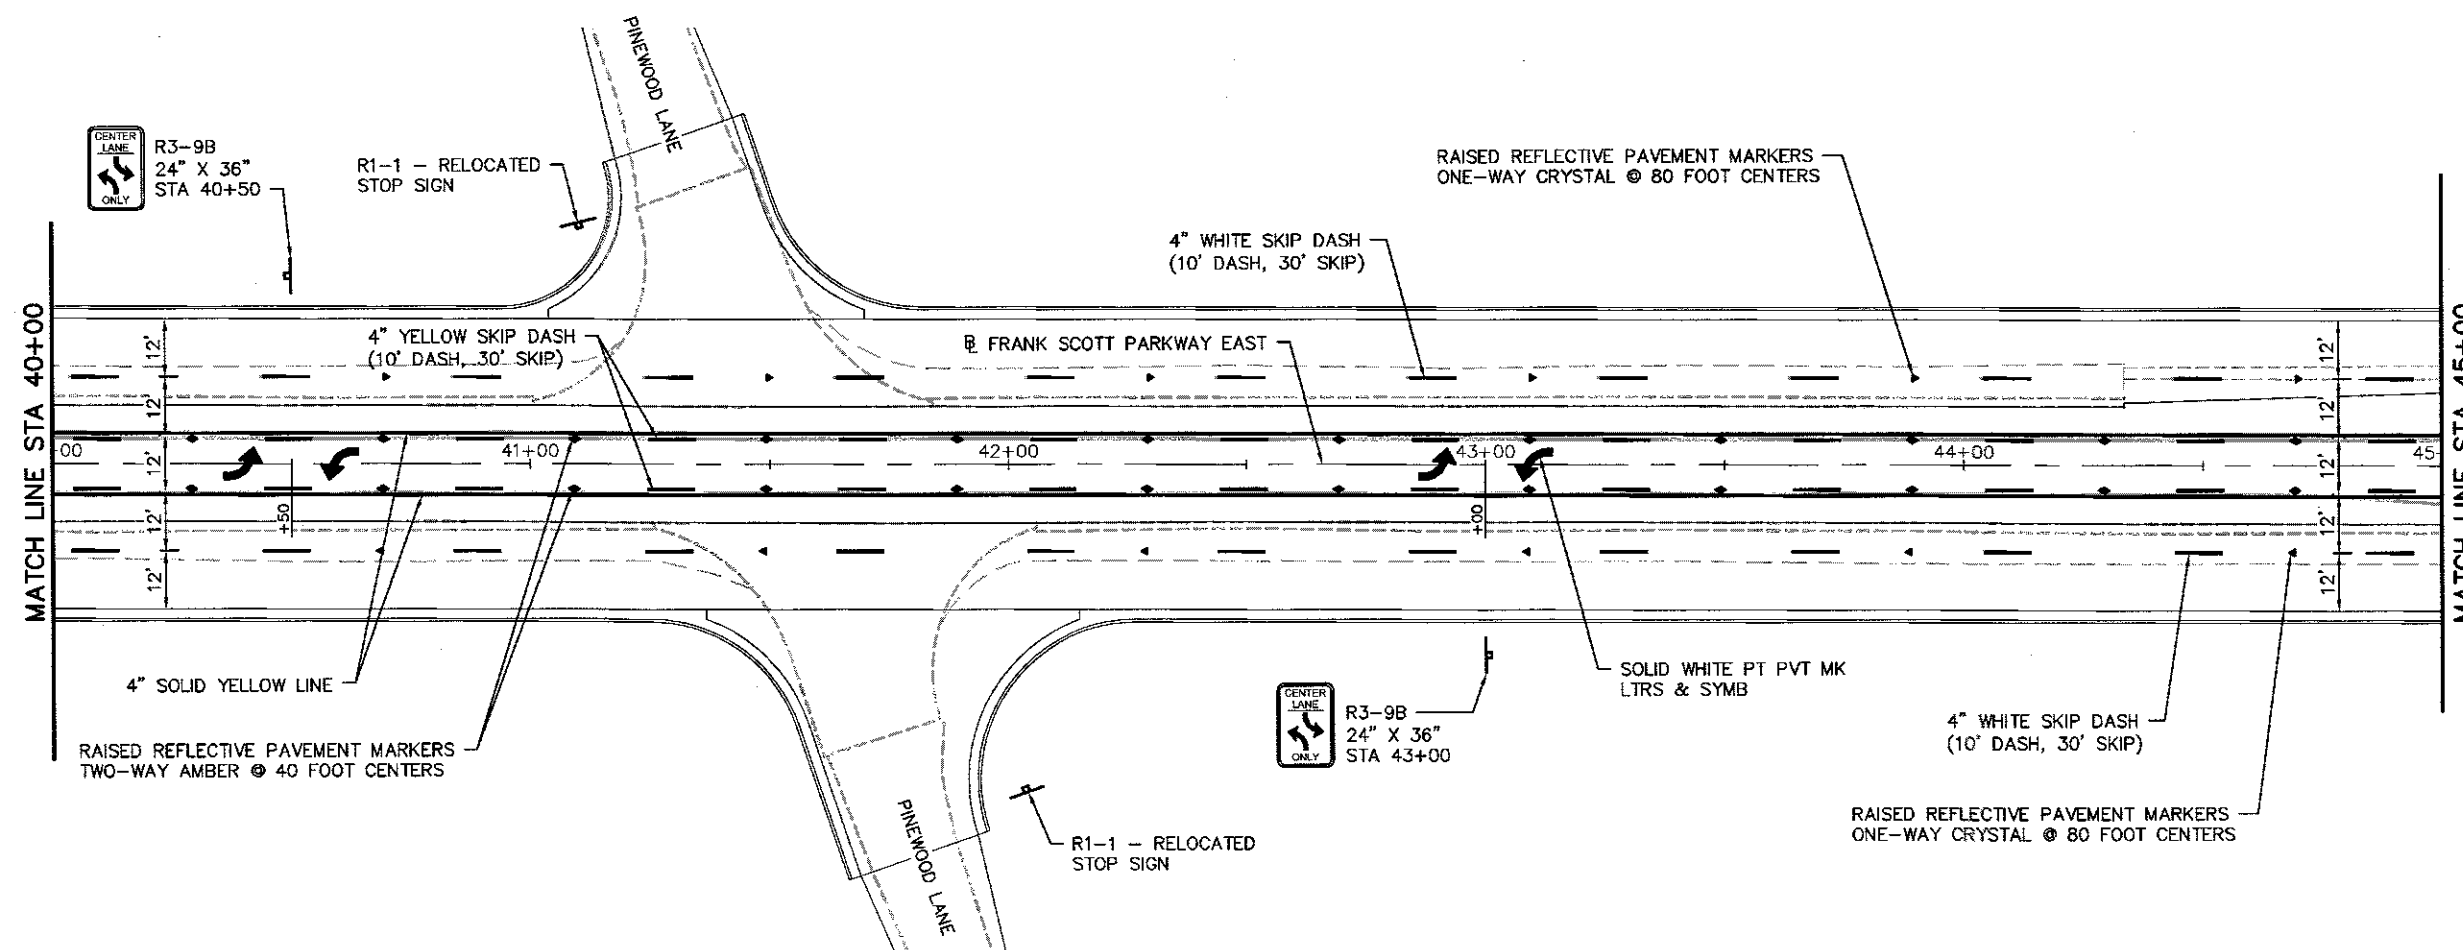 PINEWOOD LANE
CENTER
LANE
ONLY
R3-9B
24" X 36"
STA 40+50
R1-1 - RELOCATED
STOP SIGN
RAISED REFLECTIVE PAVEMENT MARKERS
ONE-WAY CRYSTAL @ 80 FOOT CENTERS
4" WHITE SKIP DASH
(10' DASH, 30' SKIP)
MATCH LINE STA 40+00
MATCH LINE STA 45+00
4" YELLOW SKIP DASH
(10' DASH, 30' SKIP)
FRANK SCOTT PARKWAY EAST
12'
12'
12'
12'
12'
12'
12'
12'
12'
12'
00
41+00
42+00
43+00
44+00
45
+50
+00
4" SOLID YELLOW LINE
RAISED REFLECTIVE PAVEMENT MARKERS
TWO-WAY AMBER @ 40 FOOT CENTERS
CENTER
LANE
ONLY
R3-9B
24" X 36"
STA 43+00
SOLID WHITE PT PVT MK
LTRS & SYMB
4" WHITE SKIP DASH
(10' DASH, 30' SKIP)
RAISED REFLECTIVE PAVEMENT MARKERS
ONE-WAY CRYSTAL @ 80 FOOT CENTERS
R1-1 - RELOCATED
STOP SIGN
PINEWOOD LANE